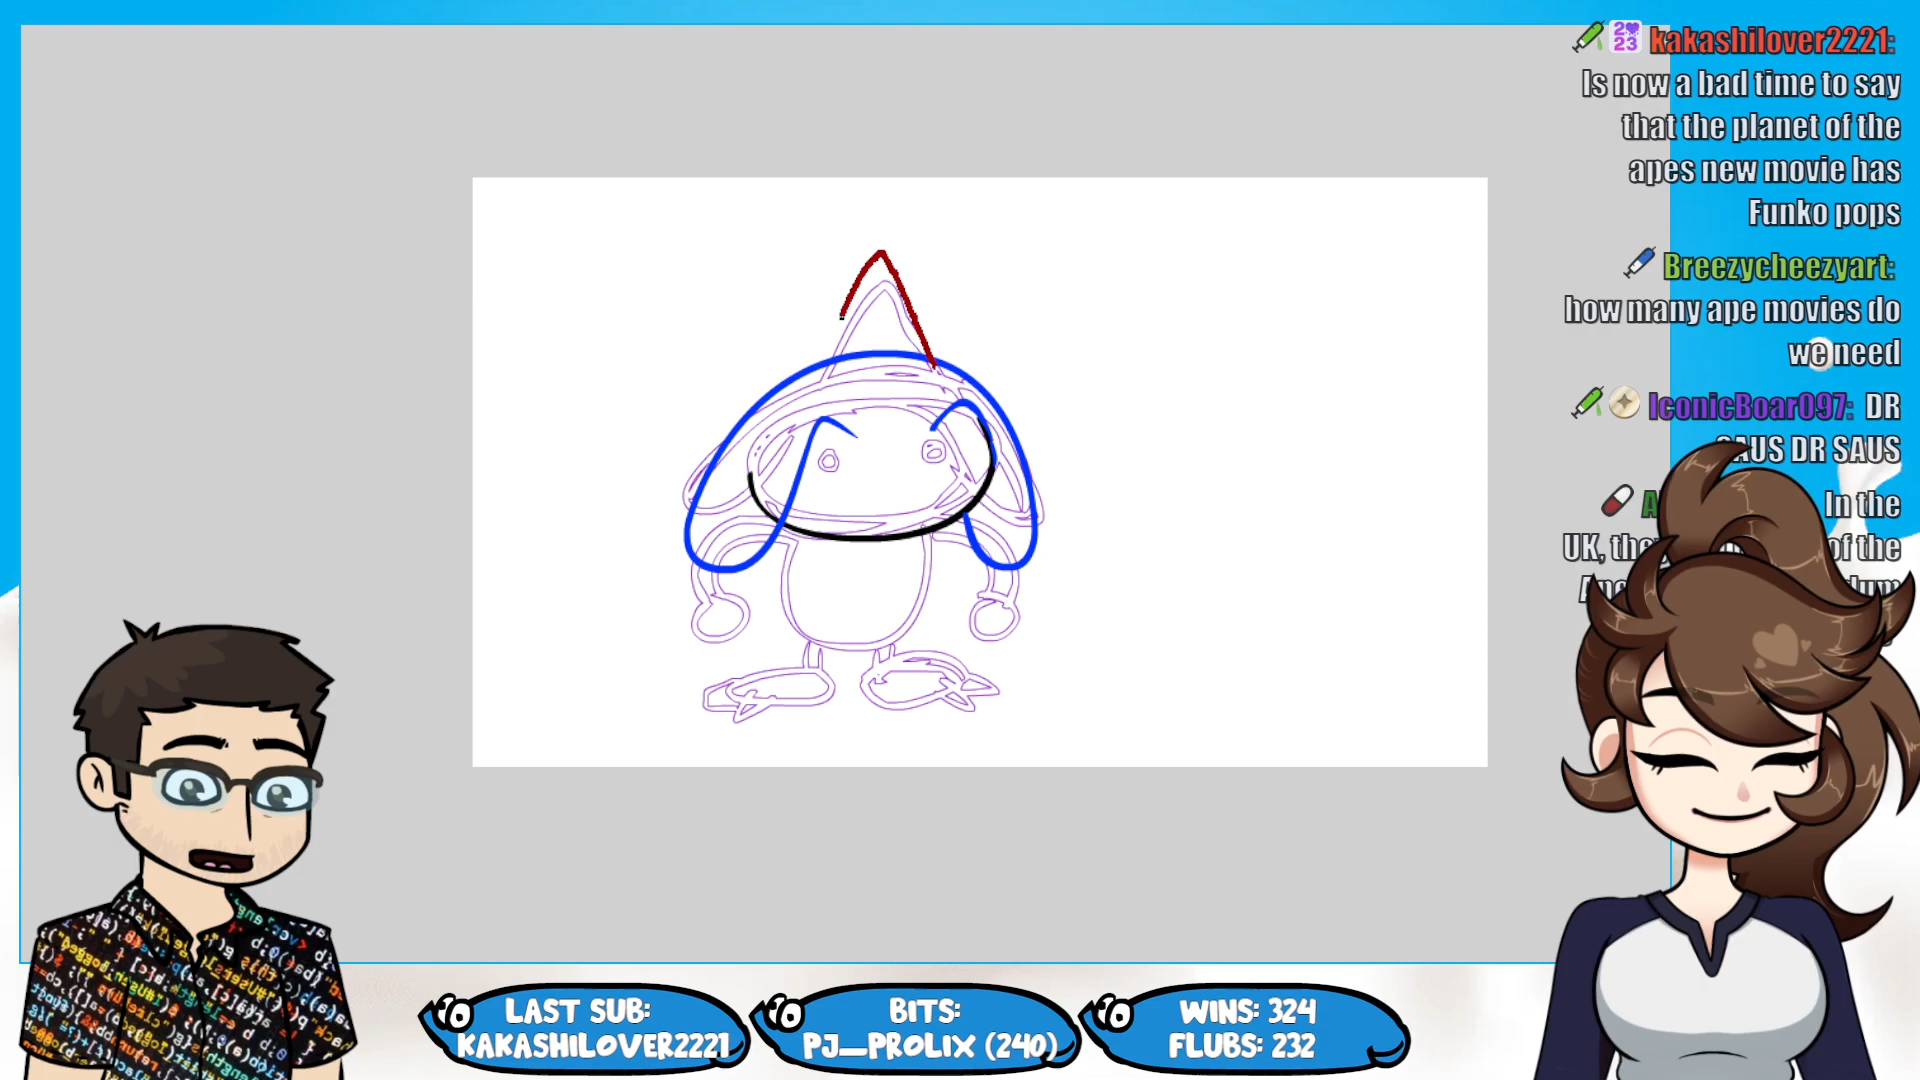 2 23 kakashilover2221:
Is now a bad time to say
that the planet of the
apes new movie has
Funko pops
Breezycheezyart:
how many ape movies do
we need
IconicBoar097: DR
SAUS DR SAUS
In the
UK, of the
LAST SUB:
KAKASHILOVER2221
BITS:
PJ_PROLIX (240)
WINS: 324
FLUBS: 232